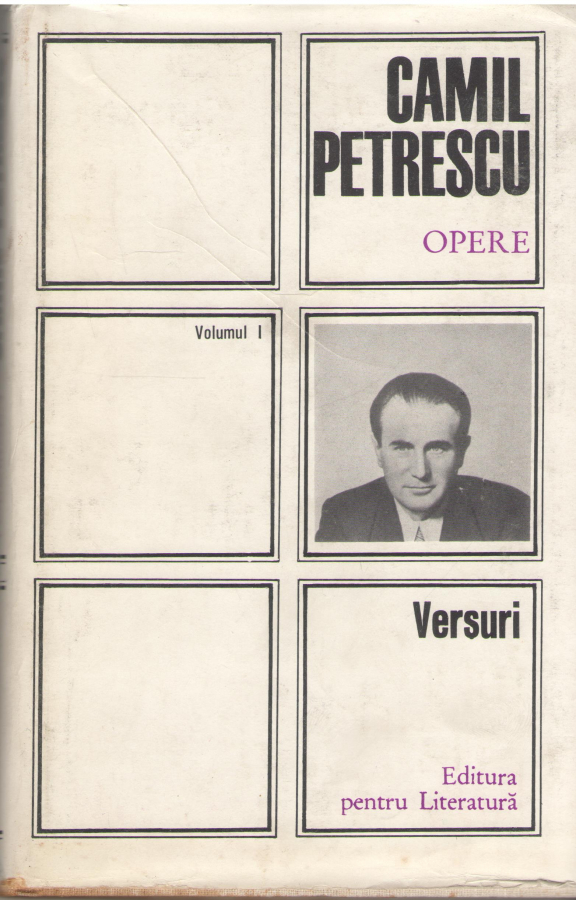 CAMIL
PETRESCU
OPERE
Volumul I
Versuri
Editura
pentru Literatură